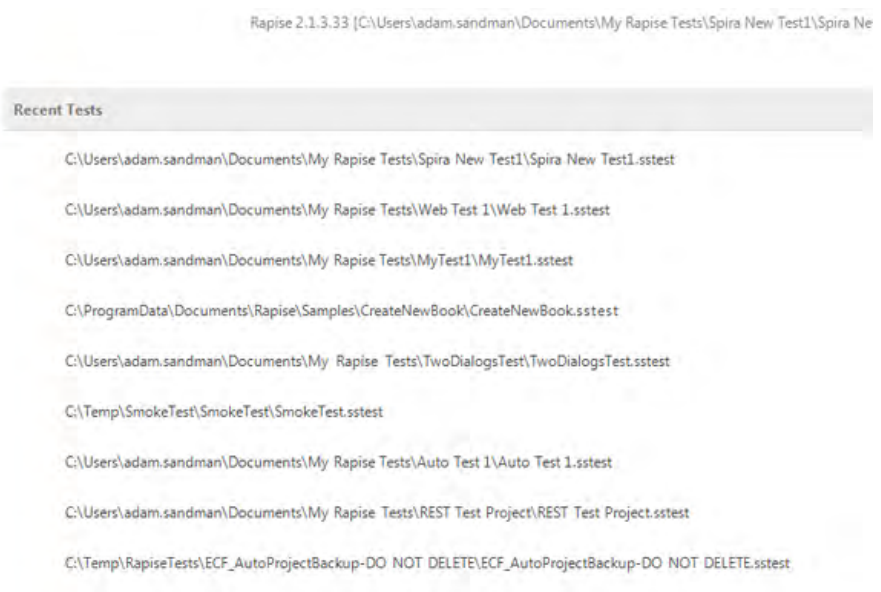 Rapise 2.1.3.33 [C:\Users\adam.sandman\Documents\My Rapise Tests\Spira New Test1\Spira Ne
Recent Tests
C:\Users\adam.sandman\Documents\My Rapise Tests\Spira New Test1\Spira New Test1.sstest
C:\Users\adam.sandman\Documents\My Rapise Tests\Web Test 1\Web Test 1.sstest
C:\Users\adam.sandman\Documents\My Rapise Tests\MyTest1\MyTest1.sstest
C:\ProgramData\Documents\Rapise\Samples\CreateNewBook\CreateNewBook.sstest
C:\Users\adam.sandman\Documents\My Rapise Tests\TwoDialogsTest\TwoDialogsTest.sstest
C:\Temp\SmokeTest\SmokeTest\SmokeTest.sstest
C:\Users\adam.sandman\Documents\My Rapise Tests\Auto Test 1\Auto Test 1.sstest
C:\Users\adam.sandman\Documents\My Rapise Tests\REST Test Project\REST Test Project.sstest
C:\Temp\RapiseTests\ECF_AutoProjectBackup-DO NOT DELETE\ECF_AutoProjectBackup-DO NOT DELETE.sstest